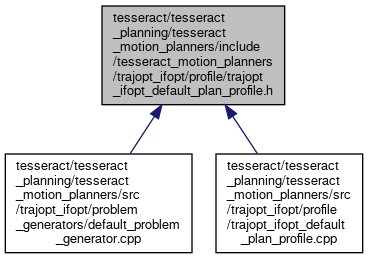 tesseract/tesseract
_planning/tesseract
_motion_planners/include
/tesseract_motion_planners
/trajopt_ifopt/profile/trajopt
_ifopt_default_plan_profile.h
tesseract/tesseract
_planning/tesseract
_motion_planners/src
/trajopt_ifopt/problem
_generators/default_problem
_generator.cpp
tesseract/tesseract
_planning/tesseract
_motion_planners/src
/trajopt_ifopt/profile
/trajopt_ifopt_default
_plan_profile.cpp